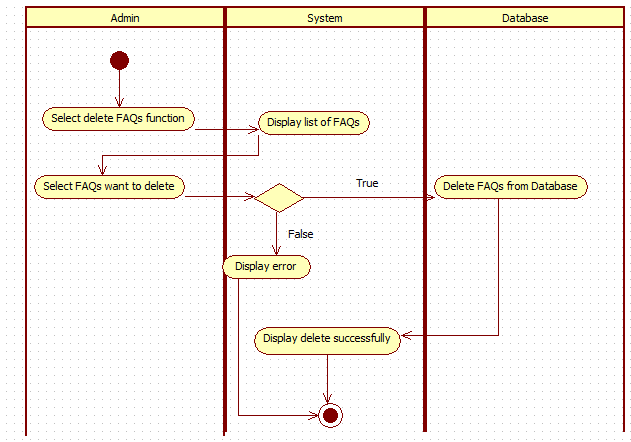 Admin
System
Database
Select delete FAQs function
Display list of FAQs
Select FAQs want to delete
True
Delete FAQs from Database
False
Display error
Display delete successfully